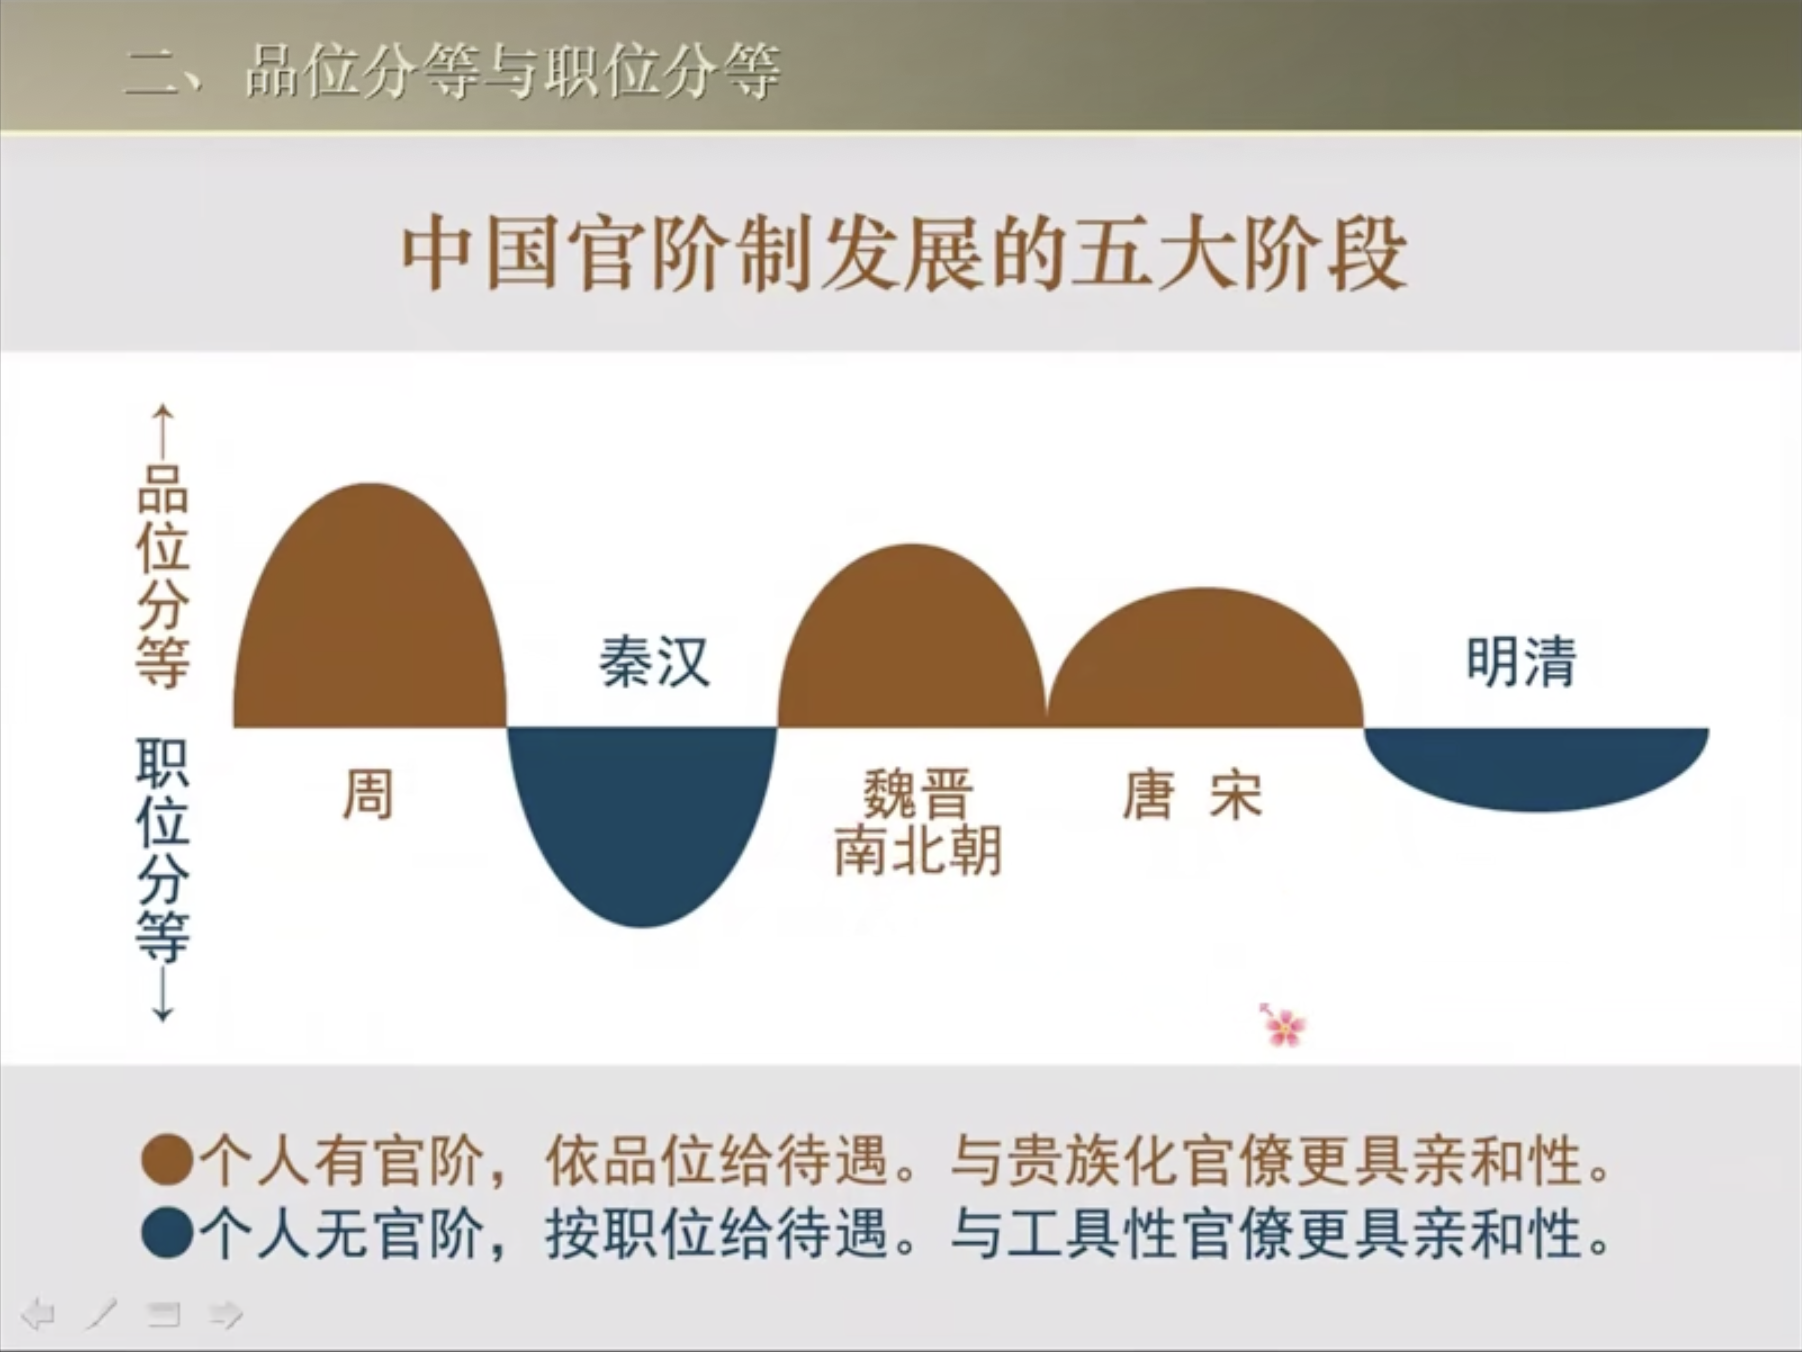 二、品位分等与职位分等
中国官阶制发展的五大阶段
←品位分等 职位分等→
秦汉
明清
周
魏晋
南北朝
唐 宋
●个人有官阶，依品位给待遇。与贵族化官僚更具亲和性。
●个人无官阶，按职位给待遇。与工具性官僚更具亲和性。